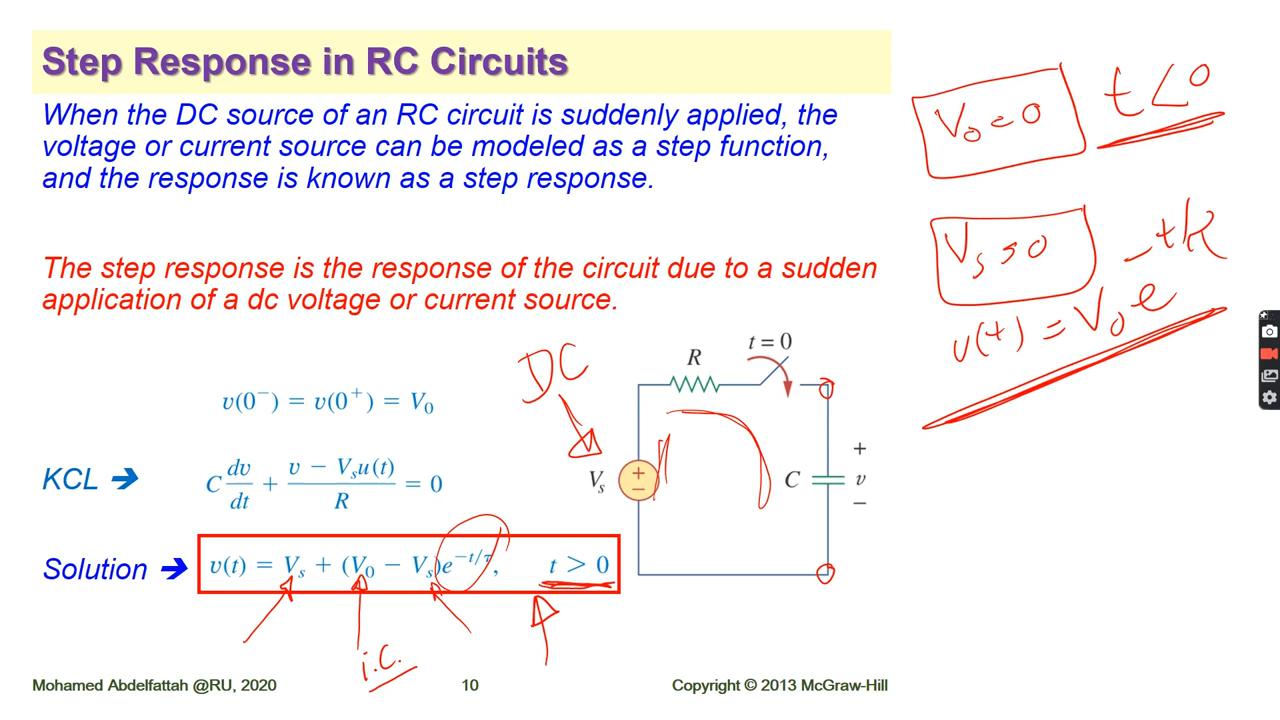 Step Response in RC Circuits
When the DC source of an RC circuit is suddenly applied, the
voltage or current source can be modeled as a step function,
and the response is known as a step response.
The step response is the response of the circuit due to a sudden
application of a dc voltage or current source.
v(0⁻) = v(0⁺) = V₀
KCL ➔ C dv/dt + (v − Vₛu(t))/R = 0
Solution ➔ v(t) = Vₛ + (V₀ − Vₛ)e^(−t/τ), t > 0
i.c.
DC
R
t = 0
Vₛ
+
−
C
+
v
−
V₀ = 0
t < 0
v(t) = V₀ e
Mohamed Abdelfattah @RU, 2020
10
Copyright © 2013 McGraw-Hill